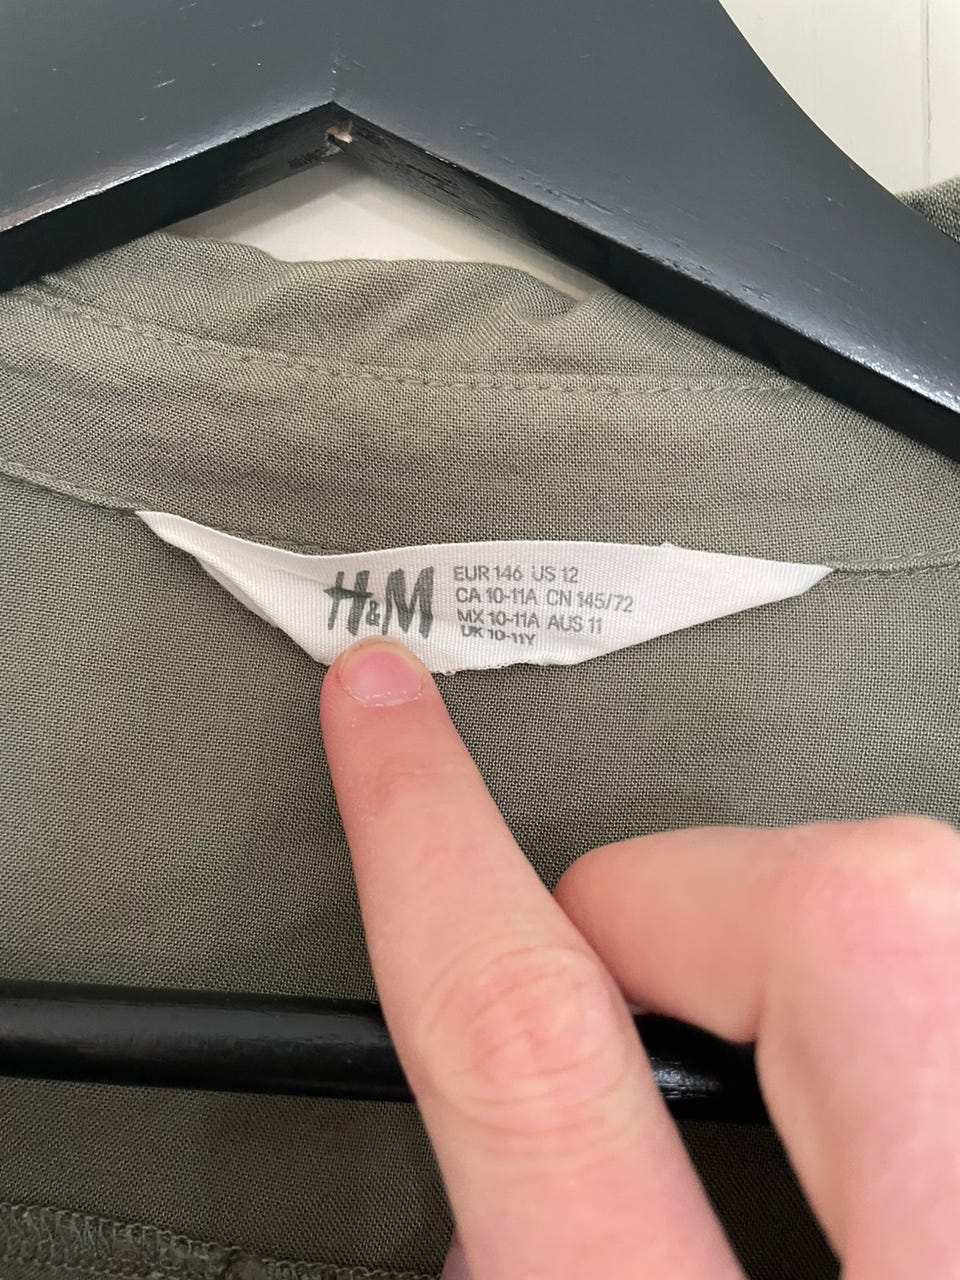 H&M
EUR 146 US 12
CA 10-11A CN 145/72
MX 10-11A AUS 11
UK 10-11Y